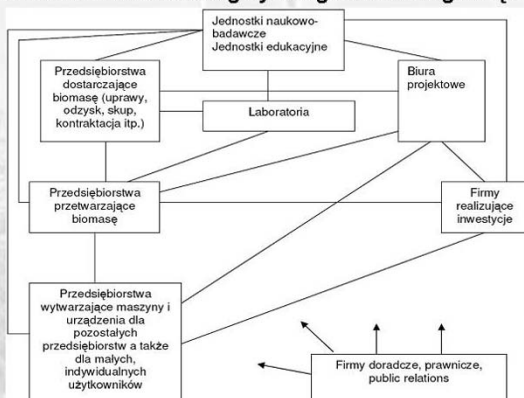 Jednostki naukowo-
badawcze
Jednostki edukacyjne
Przedsiębiorstwa
dostarczające
biomasę (uprawy,
odzysk, skup,
kontraktacja itp.)
Biura
projektowe
Laboratoria
Przedsiębiorstwa
przetwarzające
biomasę
Firmy
realizujące
inwestycje
Przedsiębiorstwa
wytwarzające maszyny i
urządzenia dla
pozostałych
przedsiębiorstw a także
dla małych,
indywidualnych
użytkowników
Firmy doradcze, prawnicze,
public relations